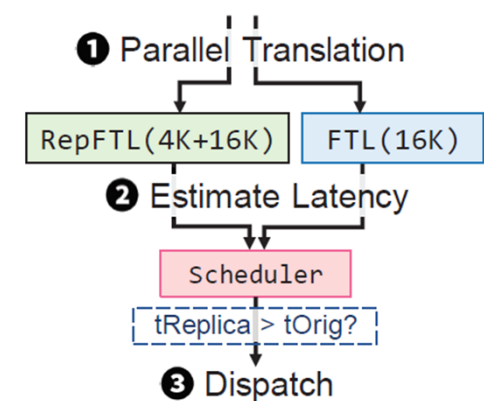 ❶ Parallel Translation
RepFTL(4K+16K) FTL(16K)
❷ Estimate Latency
Scheduler
tReplica > tOrig?
❸ Dispatch